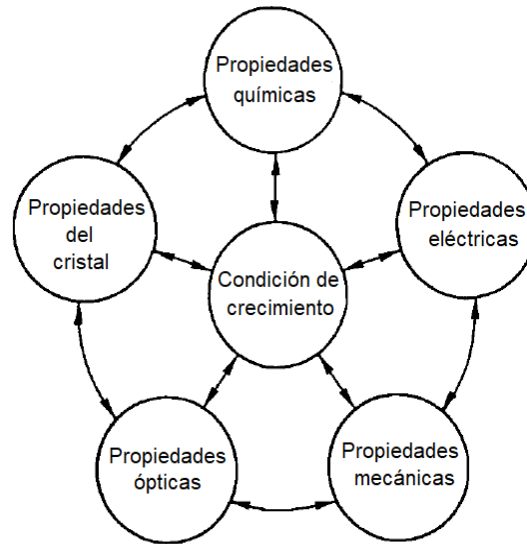 Propiedades
químicas
Propiedades
del
cristal
Propiedades
eléctricas
Condición de
crecimiento
Propiedades
ópticas
Propiedades
mecánicas